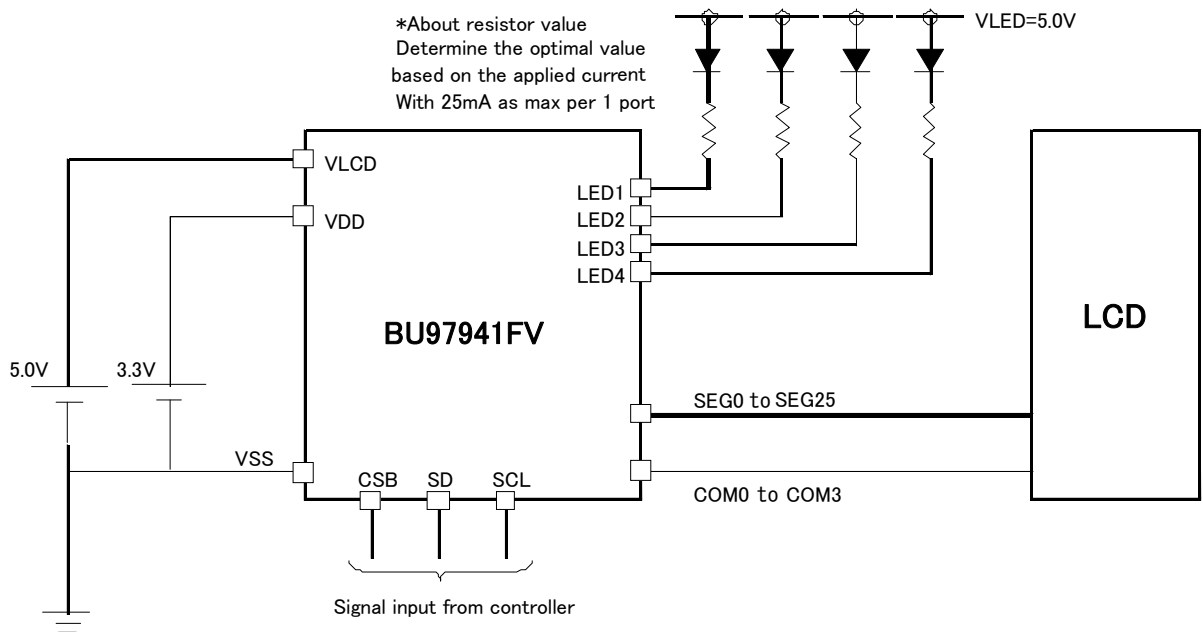 *About resistor value
Determine the optimal value
based on the applied current
With 25mA as max per 1 port
VLED=5.0V
VLCD
VDD
LED1
LED2
LED3
LED4
BU97941FV
LCD
5.0V
3.3V
SEG0 to SEG25
VSS
CSB
SD
SCL
COM0 to COM3
Signal input from controller